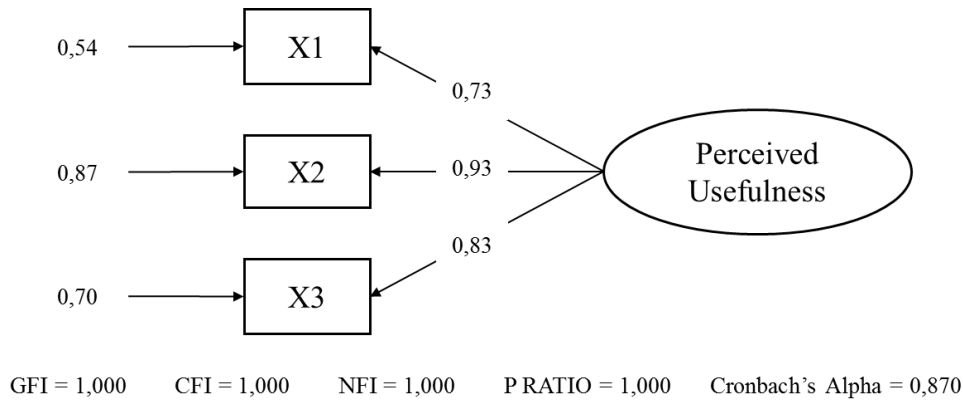 0,54
X1
0,73
0,87
X2
0,93
Perceived
Usefulness
0,83
0,70
X3
GFI = 1,000 CFI = 1,000 NFI = 1,000 P RATIO = 1,000 Cronbach's Alpha = 0,870